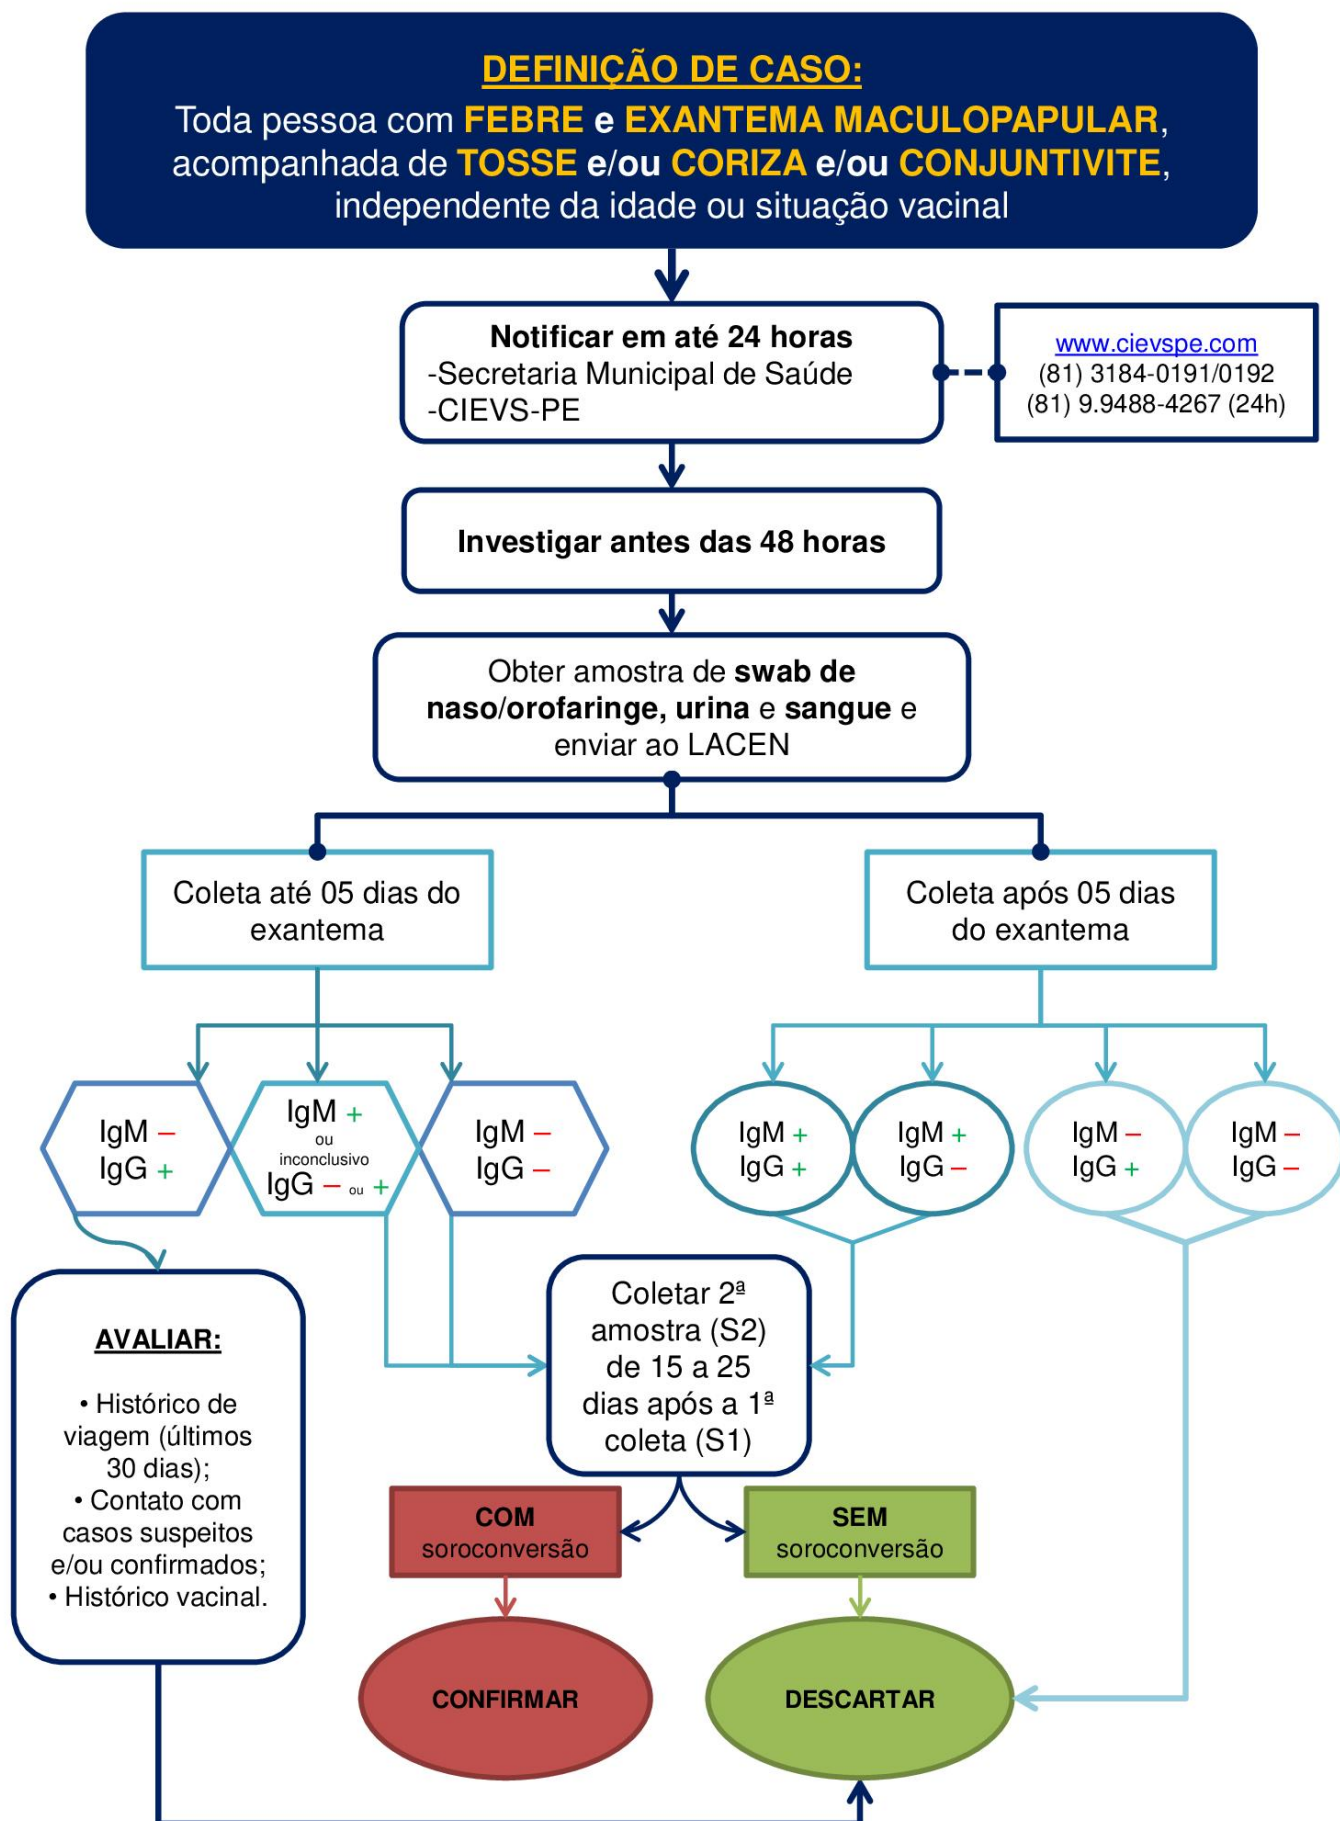 DEFINIÇÃO DE CASO:
Toda pessoa com FEBRE e EXANTEMA MACULOPAPULAR,
acompanhada de TOSSE e/ou CORIZA e/ou CONJUNTIVITE,
independente da idade ou situação vacinal
Notificar em até 24 horas
-Secretaria Municipal de Saúde
-CIEVS-PE
www.cievspe.com
(81) 3184-0191/0192
(81) 9.9488-4267 (24h)
Investigar antes das 48 horas
Obter amostra de swab de
naso/orofaringe, urina e sangue e
enviar ao LACEN
Coleta até 05 dias do
exantema
Coleta após 05 dias
do exantema
IgM –
IgG +
IgM +
ou
inconclusivo
IgG – ou +
IgM –
IgG –
IgM +
IgG +
IgM +
IgG –
IgM –
IgG +
IgM –
IgG –
AVALIAR:
• Histórico de
viagem (últimos
30 dias);
• Contato com
casos suspeitos
e/ou confirmados;
• Histórico vacinal.
Coletar 2ª
amostra (S2)
de 15 a 25
dias após a 1ª
coleta (S1)
COM
soroconversão
SEM
soroconversão
CONFIRMAR
DESCARTAR